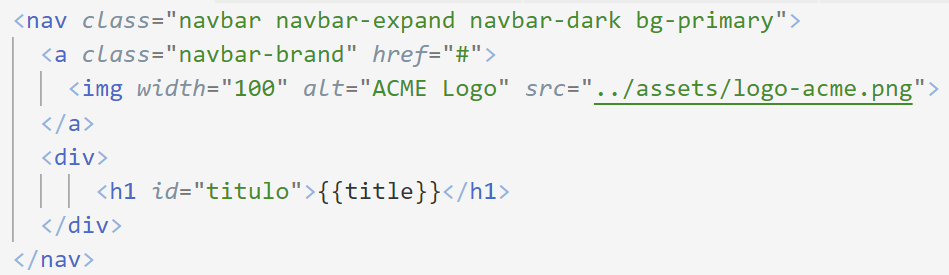 <nav class="navbar navbar-expand navbar-dark bg-primary">
<a class="navbar-brand" href="#">
<img width="100" alt="ACME Logo" src="../assets/logo-acme.png">
</a>
<div>
<h1 id="titulo">{{title}}</h1>
</div>
</nav>